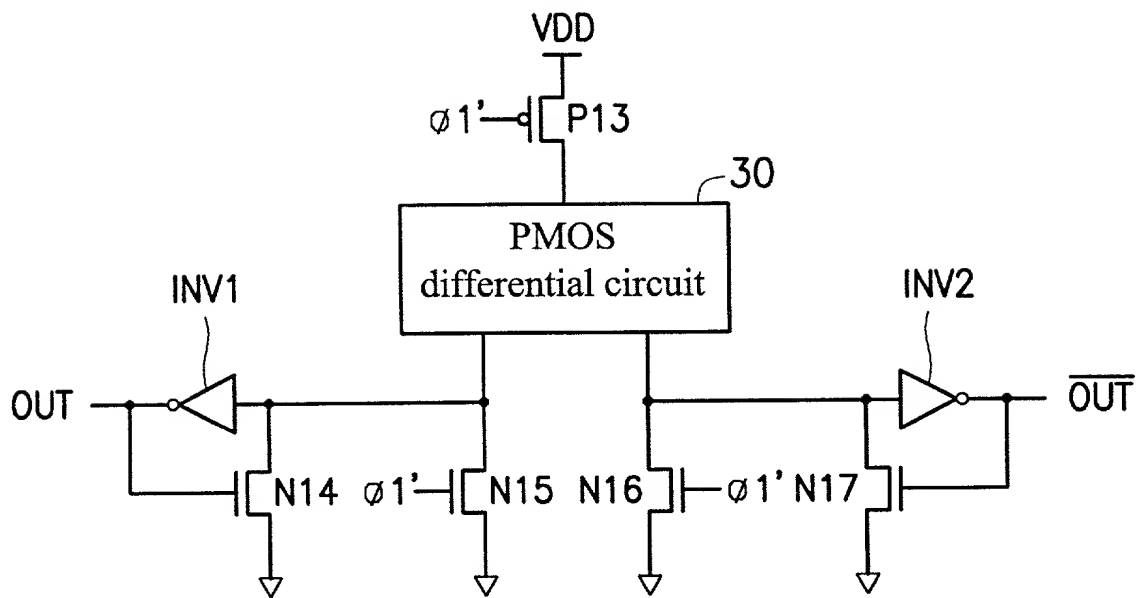 VDD
ø1'
P13
30
PMOS
differential circuit
INV1
INV2
OUT
OUT
N14
ø1'
N15
N16
ø1'
N17